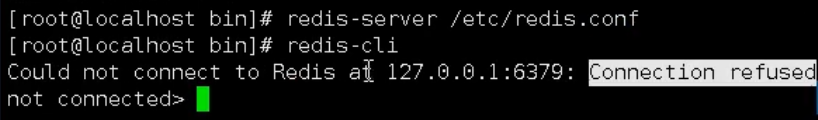 [root@localhost bin]# redis-server /etc/redis.conf
[root@localhost bin]# redis-cli
Could not connect to Redis at 127.0.0.1:6379: Connection refused
not connected>